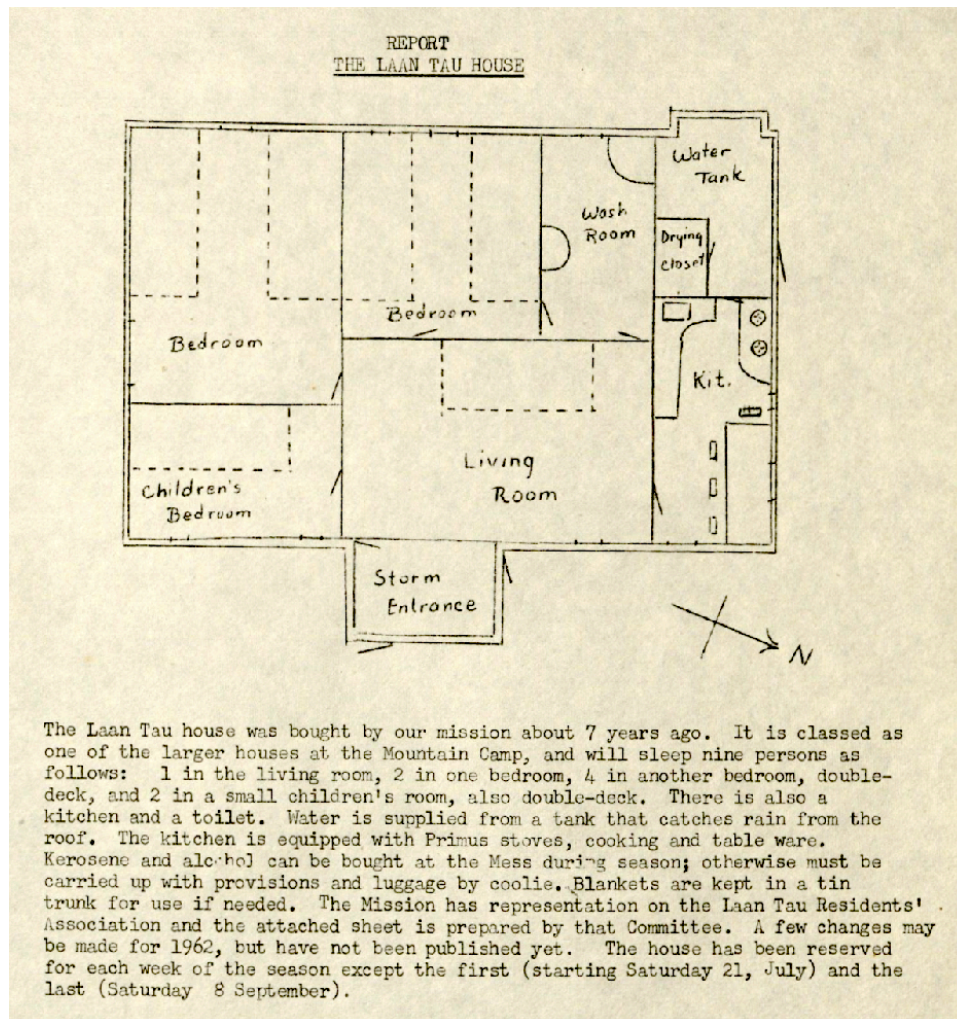 REPORT
THE LAAN TAU HOUSE
Water
Tank
Wash
Room
Drying
Closet
Bedroom
Bedroom
Kit.
Living
Room
Children's
Bedroom
Storm
Entrance
N
The Laan Tau house was bought by our mission about 7 years ago. It is classed as
one of the larger houses at the Mountain Camp, and will sleep nine persons as
follows: 1 in the living room, 2 in one bedroom, 4 in another bedroom, double-
deck, and 2 in a small children's room, also double-deck. There is also a
kitchen and a toilet. Water is supplied from a tank that catches rain from the
roof. The kitchen is equipped with Primus stoves, cooking and table ware.
Kerosene and alcohol can be bought at the Mess during season; otherwise must be
carried up with provisions and luggage by coolie. Blankets are kept in a tin
trunk for use if needed. The Mission has representation on the Laan Tau Residents'
Association and the attached sheet is prepared by that Committee. A few changes may
be made for 1962, but have not been published yet. The house has been reserved
for each week of the season except the first (starting Saturday 21, July) and the
last (Saturday 8 September).